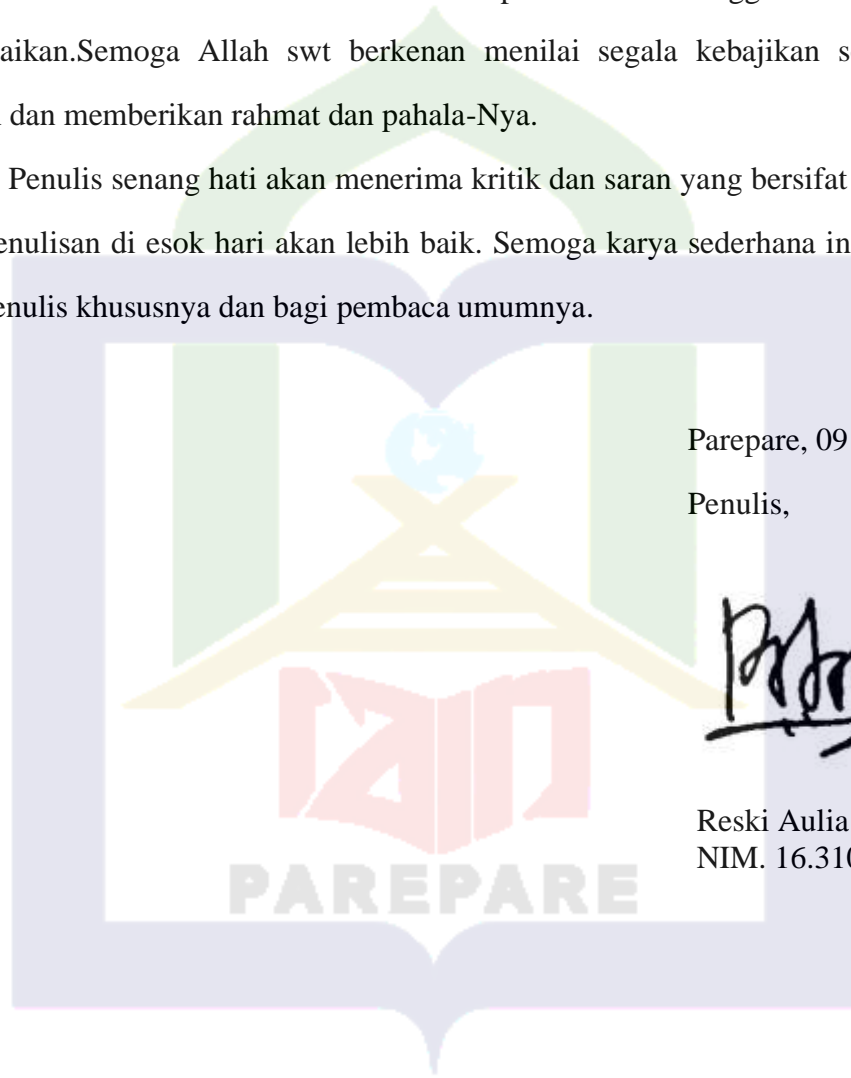 aikan.Semoga Allah swt berkenan menilai segala kebajikan s
dan memberikan rahmat dan pahala-Nya.
Penulis senang hati akan menerima kritik dan saran yang bersifat
enulisan di esok hari akan lebih baik. Semoga karya sederhana in
enulis khususnya dan bagi pembaca umumnya.
Parepare, 09
Penulis,
Reski Aulia
NIM. 16.310
PAREPARE